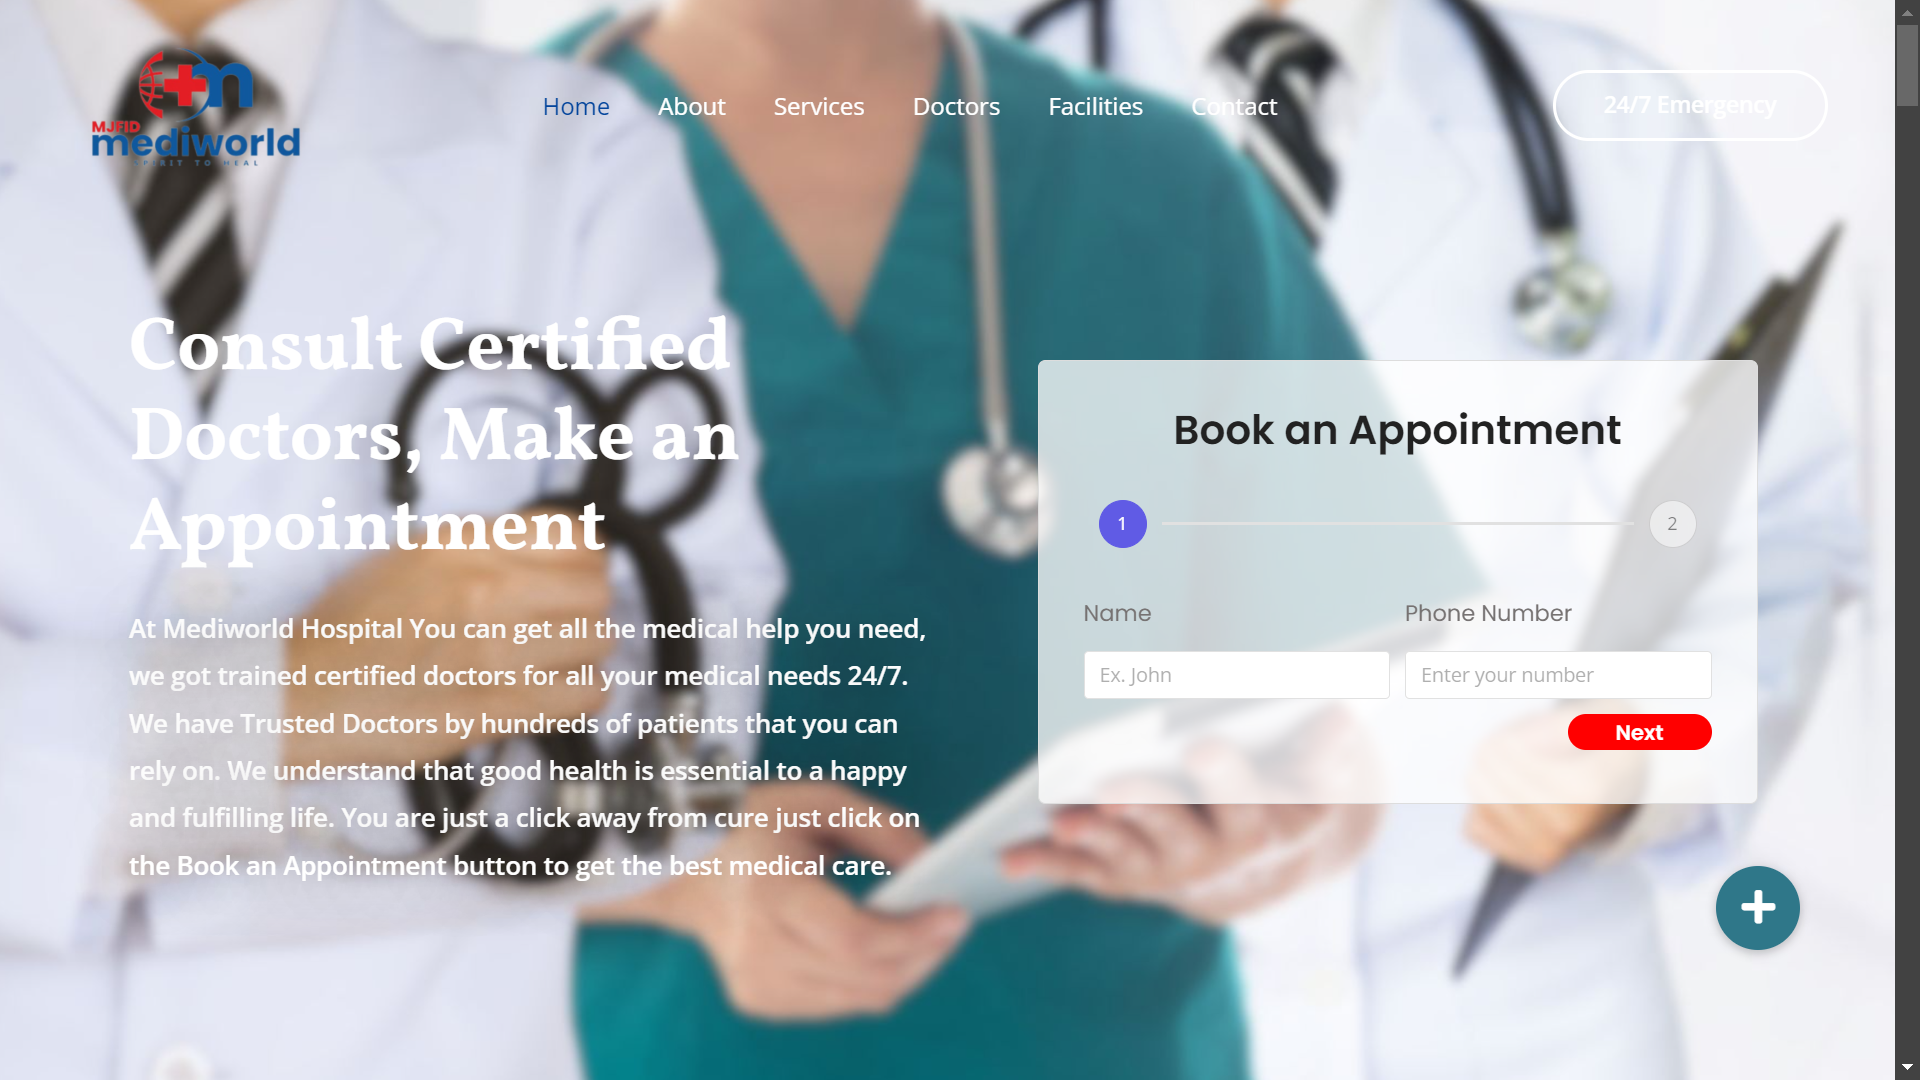 MJFID
mediworld
SPIRIT TO HEAL
Home
About
Services
Doctors
Facilities
Contact
24/7 Emergency
Consult Certified
Doctors, Make an
Appointment
At Mediworld Hospital You can get all the medical help you need,
we got trained certified doctors for all your medical needs 24/7.
We have Trusted Doctors by hundreds of patients that you can
rely on. We understand that good health is essential to a happy
and fulfilling life. You are just a click away from cure just click on
the Book an Appointment button to get the best medical care.
Book an Appointment
1
2
Name
Phone Number
Ex. John
Enter your number
Next